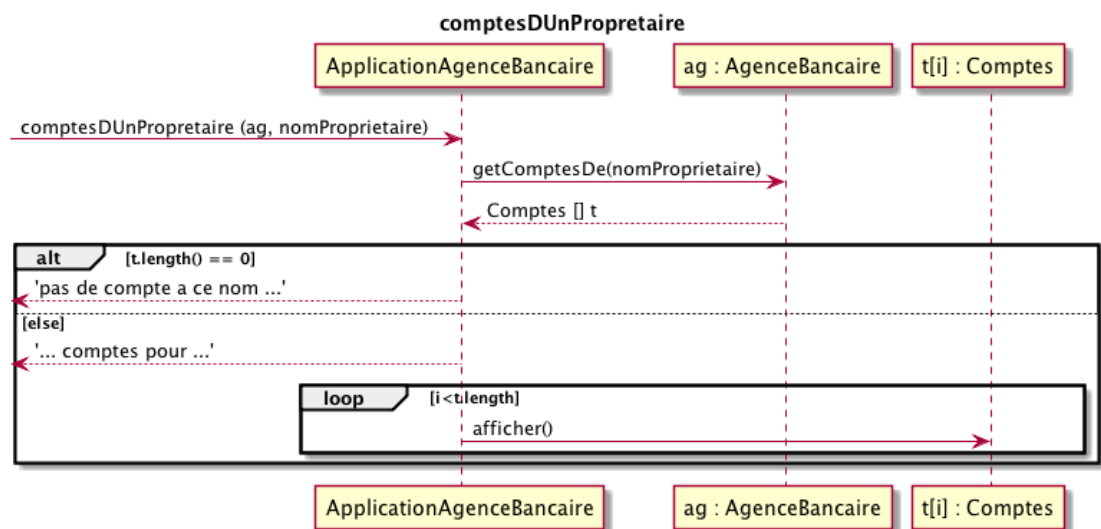 comptesDUnPropretaire
ApplicationAgenceBancaire
ag : AgenceBancaire
t[i] : Comptes
comptesDUnPropretaire (ag, nomProprietaire)
getComptesDe(nomProprietaire)
Comptes [] t
alt
[t.length() == 0]
'pas de compte a ce nom ...'
[else]
'... comptes pour ...'
loop
[i<t.length]
afficher()
ApplicationAgenceBancaire
ag : AgenceBancaire
t[i] : Comptes